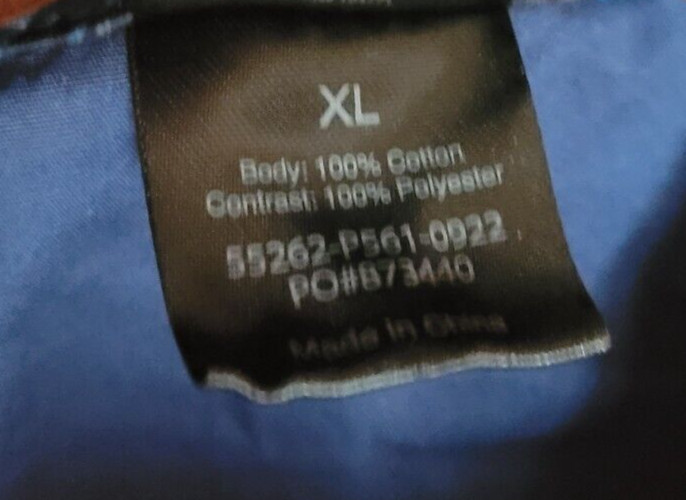 XL
Body: 100% Cotton
Contrast: 100% Polyester
55262-P561-0922
PO#873440
Made In China